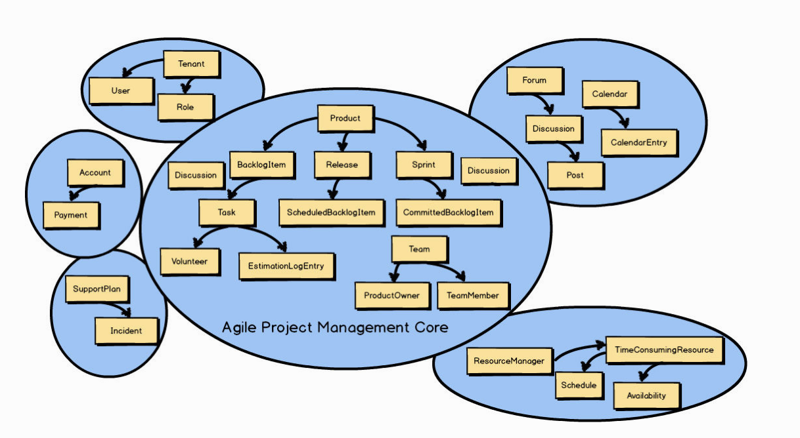 Tenant
User
Role
Account
Payment
SupportPlan
Incident
Product
BacklogItem
Release
Sprint
Discussion
Discussion
Task
ScheduledBacklogItem
CommittedBacklogItem
Volunteer
EstimationLogEntry
Team
ProductOwner
TeamMember
Agile Project Management Core
Forum
Calendar
Discussion
CalendarEntry
Post
ResourceManager
TimeConsumingResource
Schedule
Availability